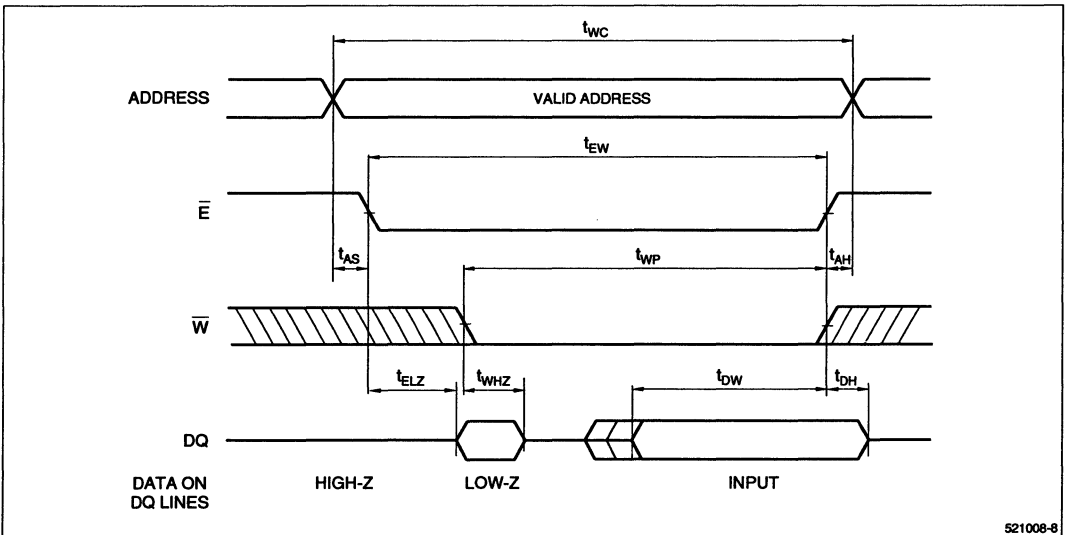 tWC
ADDRESS
VALID ADDRESS
tEW
E̅
tAS
tWP
tAH
W̅
tELZ
tWHZ
tDW
tDH
DQ
DATA ON
DQ LINES
HIGH-Z
LOW-Z
INPUT
521008-8